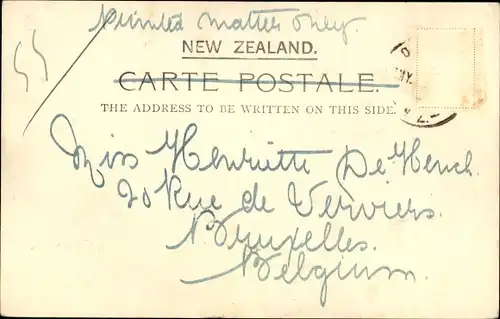 Printed matter only.
NEW ZEALAND.
CARTE POSTALE.
THE ADDRESS TO BE WRITTEN ON THIS SIDE.
Miss Henriette De Hench.
20 Rue de Verviers.
Bruxelles.
Belgium.